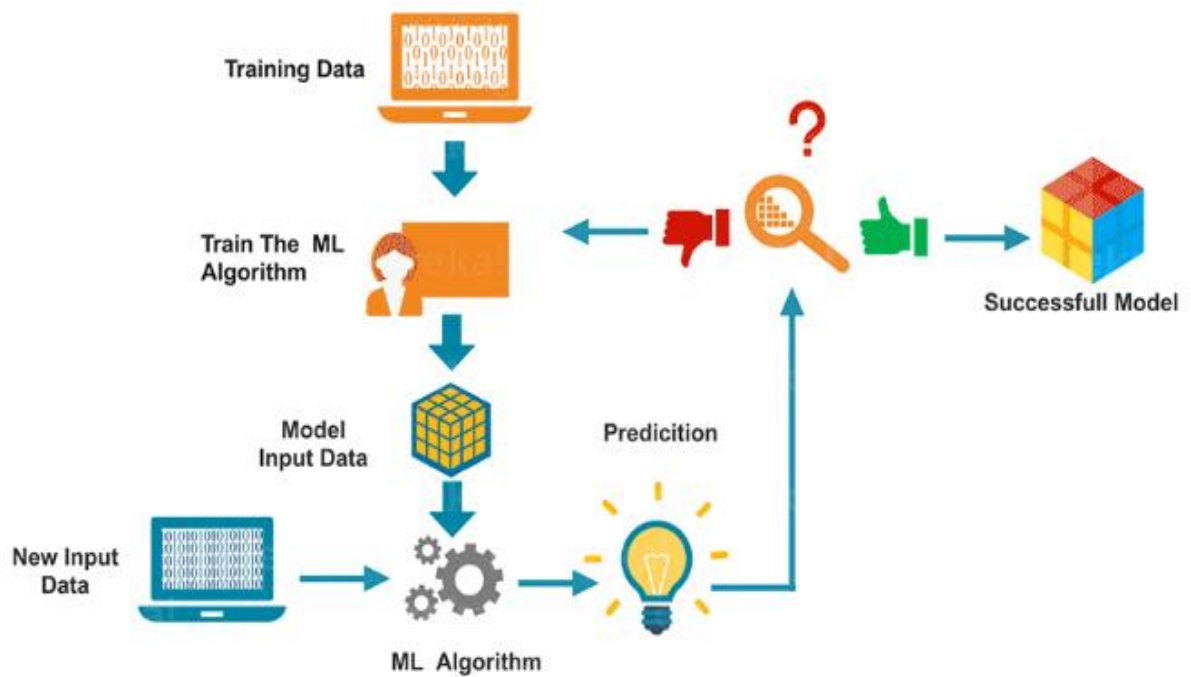 Training Data
?
Train The ML
Algorithm
Successfull Model
Model
Input Data
Predicition
New Input
Data
ML Algorithm